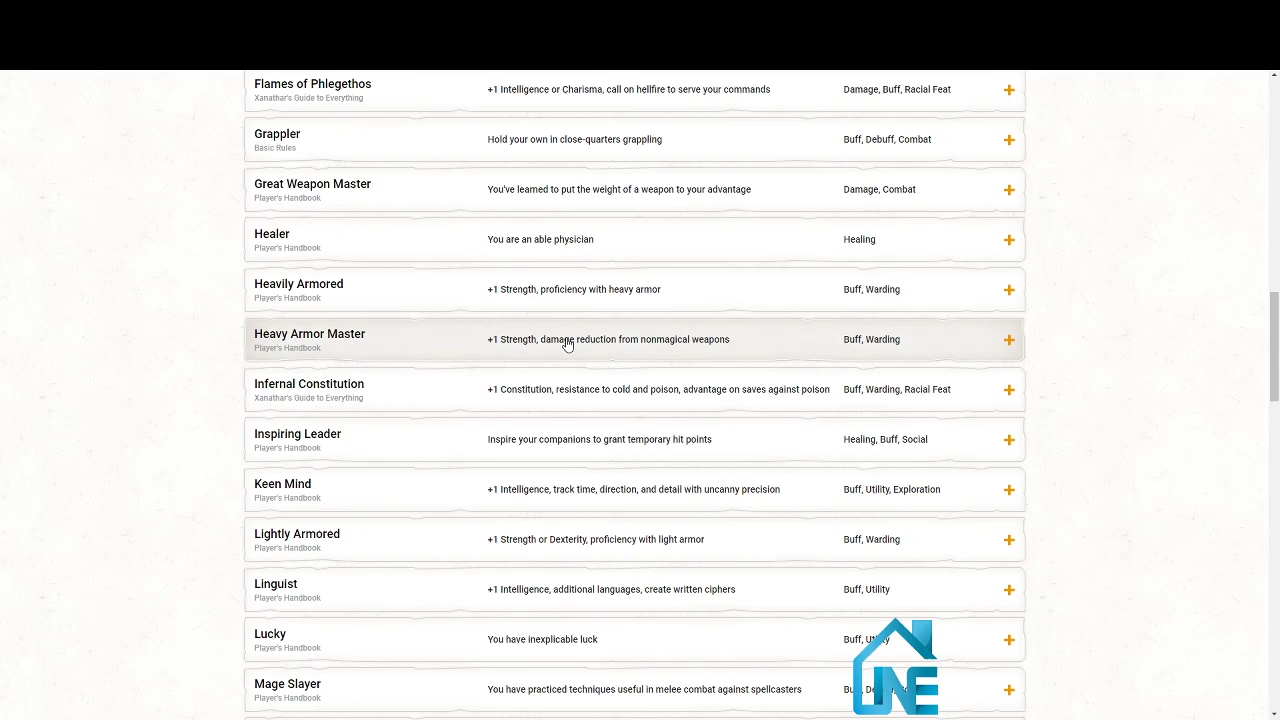 Flames of Phlegethos
Xanathar's Guide to Everything
+1 Intelligence or Charisma, call on hellfire to serve your commands
Damage, Buff, Racial Feat
Grappler
Basic Rules
Hold your own in close-quarters grappling
Buff, Debuff, Combat
Great Weapon Master
Player's Handbook
You've learned to put the weight of a weapon to your advantage
Damage, Combat
Healer
Player's Handbook
You are an able physician
Healing
Heavily Armored
Player's Handbook
+1 Strength, proficiency with heavy armor
Buff, Warding
Heavy Armor Master
Player's Handbook
+1 Strength, damage reduction from nonmagical weapons
Buff, Warding
Infernal Constitution
Xanathar's Guide to Everything
+1 Constitution, resistance to cold and poison, advantage on saves against poison
Buff, Warding, Racial Feat
Inspiring Leader
Player's Handbook
Inspire your companions to grant temporary hit points
Healing, Buff, Social
Keen Mind
Player's Handbook
+1 Intelligence, track time, direction, and detail with uncanny precision
Buff, Utility, Exploration
Lightly Armored
Player's Handbook
+1 Strength or Dexterity, proficiency with light armor
Buff, Warding
Linguist
Player's Handbook
+1 Intelligence, additional languages, create written ciphers
Buff, Utility
Lucky
Player's Handbook
You have inexplicable luck
Buff, Utility
Mage Slayer
Player's Handbook
You have practiced techniques useful in melee combat against spellcasters